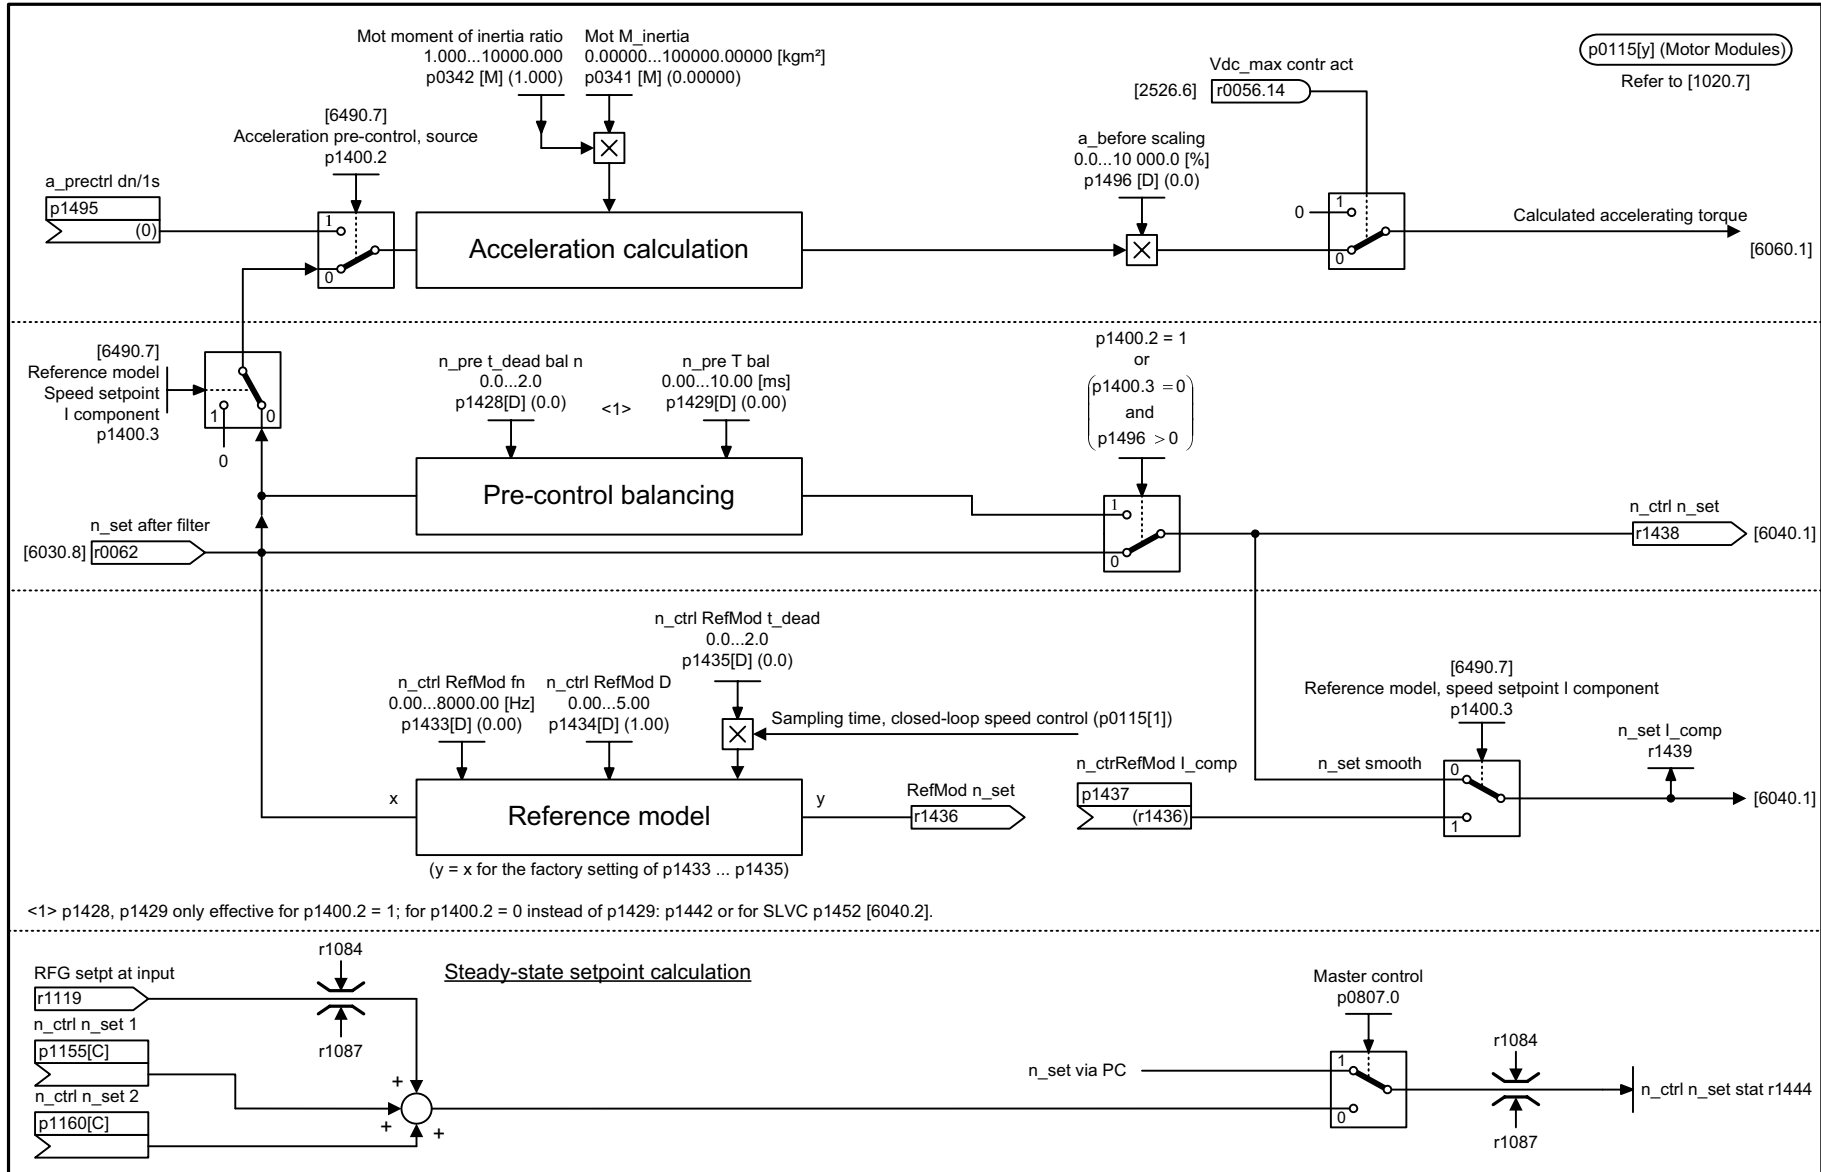 Mot moment of inertia ratio
1.000...10000.000
p0342 [M] (1.000)
Mot M_inertia
0.00000...100000.00000 [kgm²]
p0341 [M] (0.00000)
p0115[y] (Motor Modules)
Refer to [1020.7]
Vdc_max contr act
[2526.6] r0056.14
[6490.7]
Acceleration pre-control, source
p1400.2
a_before scaling
0.0...10 000.0 [%]
p1496 [D] (0.0)
a_prectrl dn/1s
p1495
(0)
1
0
Acceleration calculation
0
1
0
Calculated accelerating torque
[6060.1]
[6490.7]
Reference model
Speed setpoint
I component
p1400.3
1
0
0
n_pre t_dead bal n
0.0...2.0
p1428[D] (0.0)
<1>
n_pre T bal
0.00...10.00 [ms]
p1429[D] (0.00)
p1400.2 = 1
or
(p1400.3 = 0)
and
p1496 > 0
Pre-control balancing
1
0
n_set after filter
[6030.8] r0062
n_ctrl n_set
r1438 [6040.1]
n_ctrl RefMod t_dead
0.0...2.0
p1435[D] (0.0)
n_ctrl RefMod fn
0.00...8000.00 [Hz]
p1433[D] (0.00)
n_ctrl RefMod D
0.00...5.00
p1434[D] (1.00)
Sampling time, closed-loop speed control (p0115[1])
[6490.7]
Reference model, speed setpoint I component
p1400.3
n_set I_comp
r1439
x
Reference model
y
RefMod n_set
r1436
n_ctrRefMod I_comp
p1437
(r1436)
n_set smooth
0
1
[6040.1]
(y = x for the factory setting of p1433 ... p1435)
<1> p1428, p1429 only effective for p1400.2 = 1; for p1400.2 = 0 instead of p1429: p1442 or for SLVC p1452 [6040.2].
Steady-state setpoint calculation
RFG setpt at input
r1119
r1084
r1087
n_ctrl n_set 1
p1155[C]
n_ctrl n_set 2
p1160[C]
+
+
+
Master control
p0807.0
n_set via PC
1
0
r1084
r1087
n_ctrl n_set stat r1444